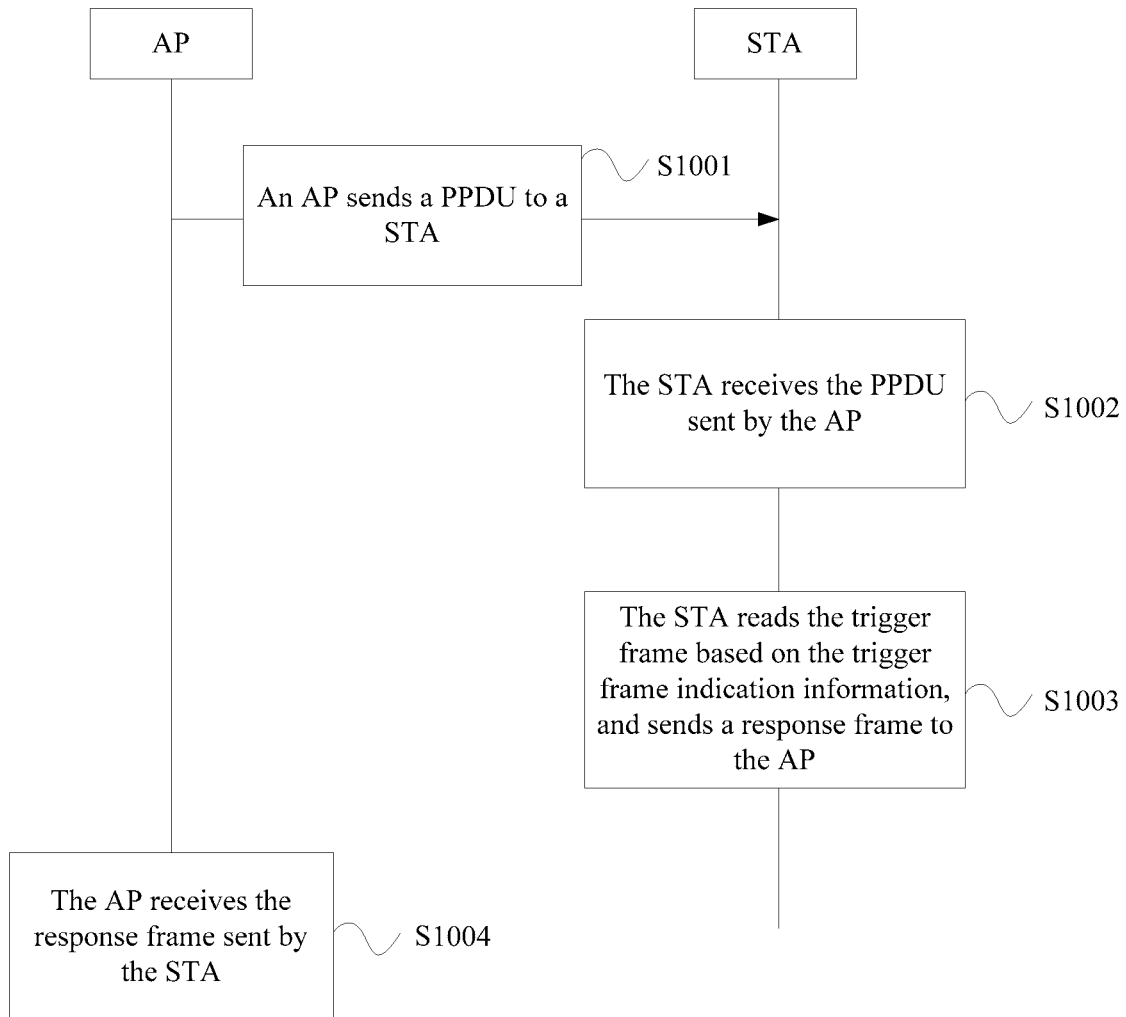 AP
STA
An AP sends a PPDU to a
STA
S1001
The STA receives the PPDU
sent by the AP
S1002
The STA reads the trigger
frame based on the trigger
frame indication information,
and sends a response frame to
the AP
S1003
The AP receives the
response frame sent by
the STA
S1004